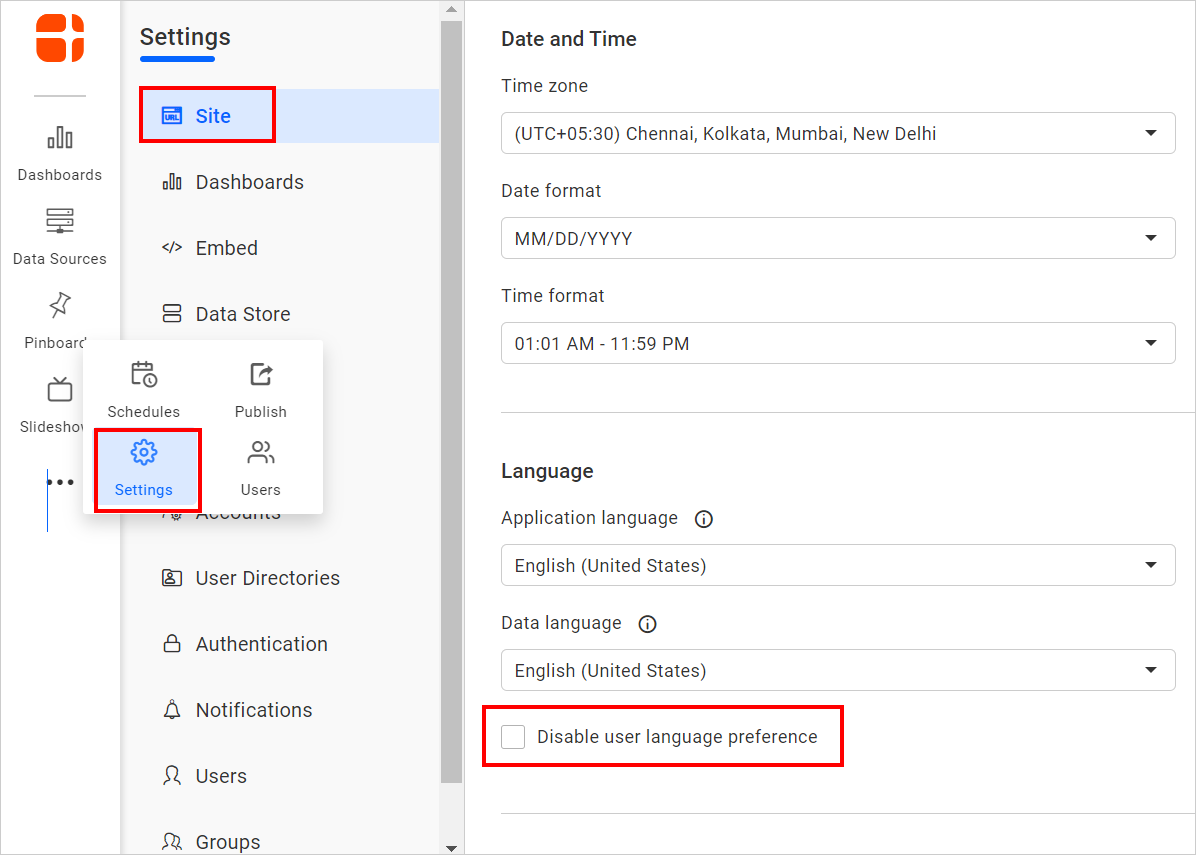 Dashboards
Data Sources
Pinboard
Slideshow
Schedules
Publish
Settings
Users
Settings
URL
Site
Dashboards
Embed
Data Store
Accounts
User Directories
Authentication
Notifications
Users
Groups
Date and Time
Time zone
(UTC+05:30) Chennai, Kolkata, Mumbai, New Delhi
Date format
MM/DD/YYYY
Time format
01:01 AM - 11:59 PM
Language
Application language
English (United States)
Data language
English (United States)
Disable user language preference